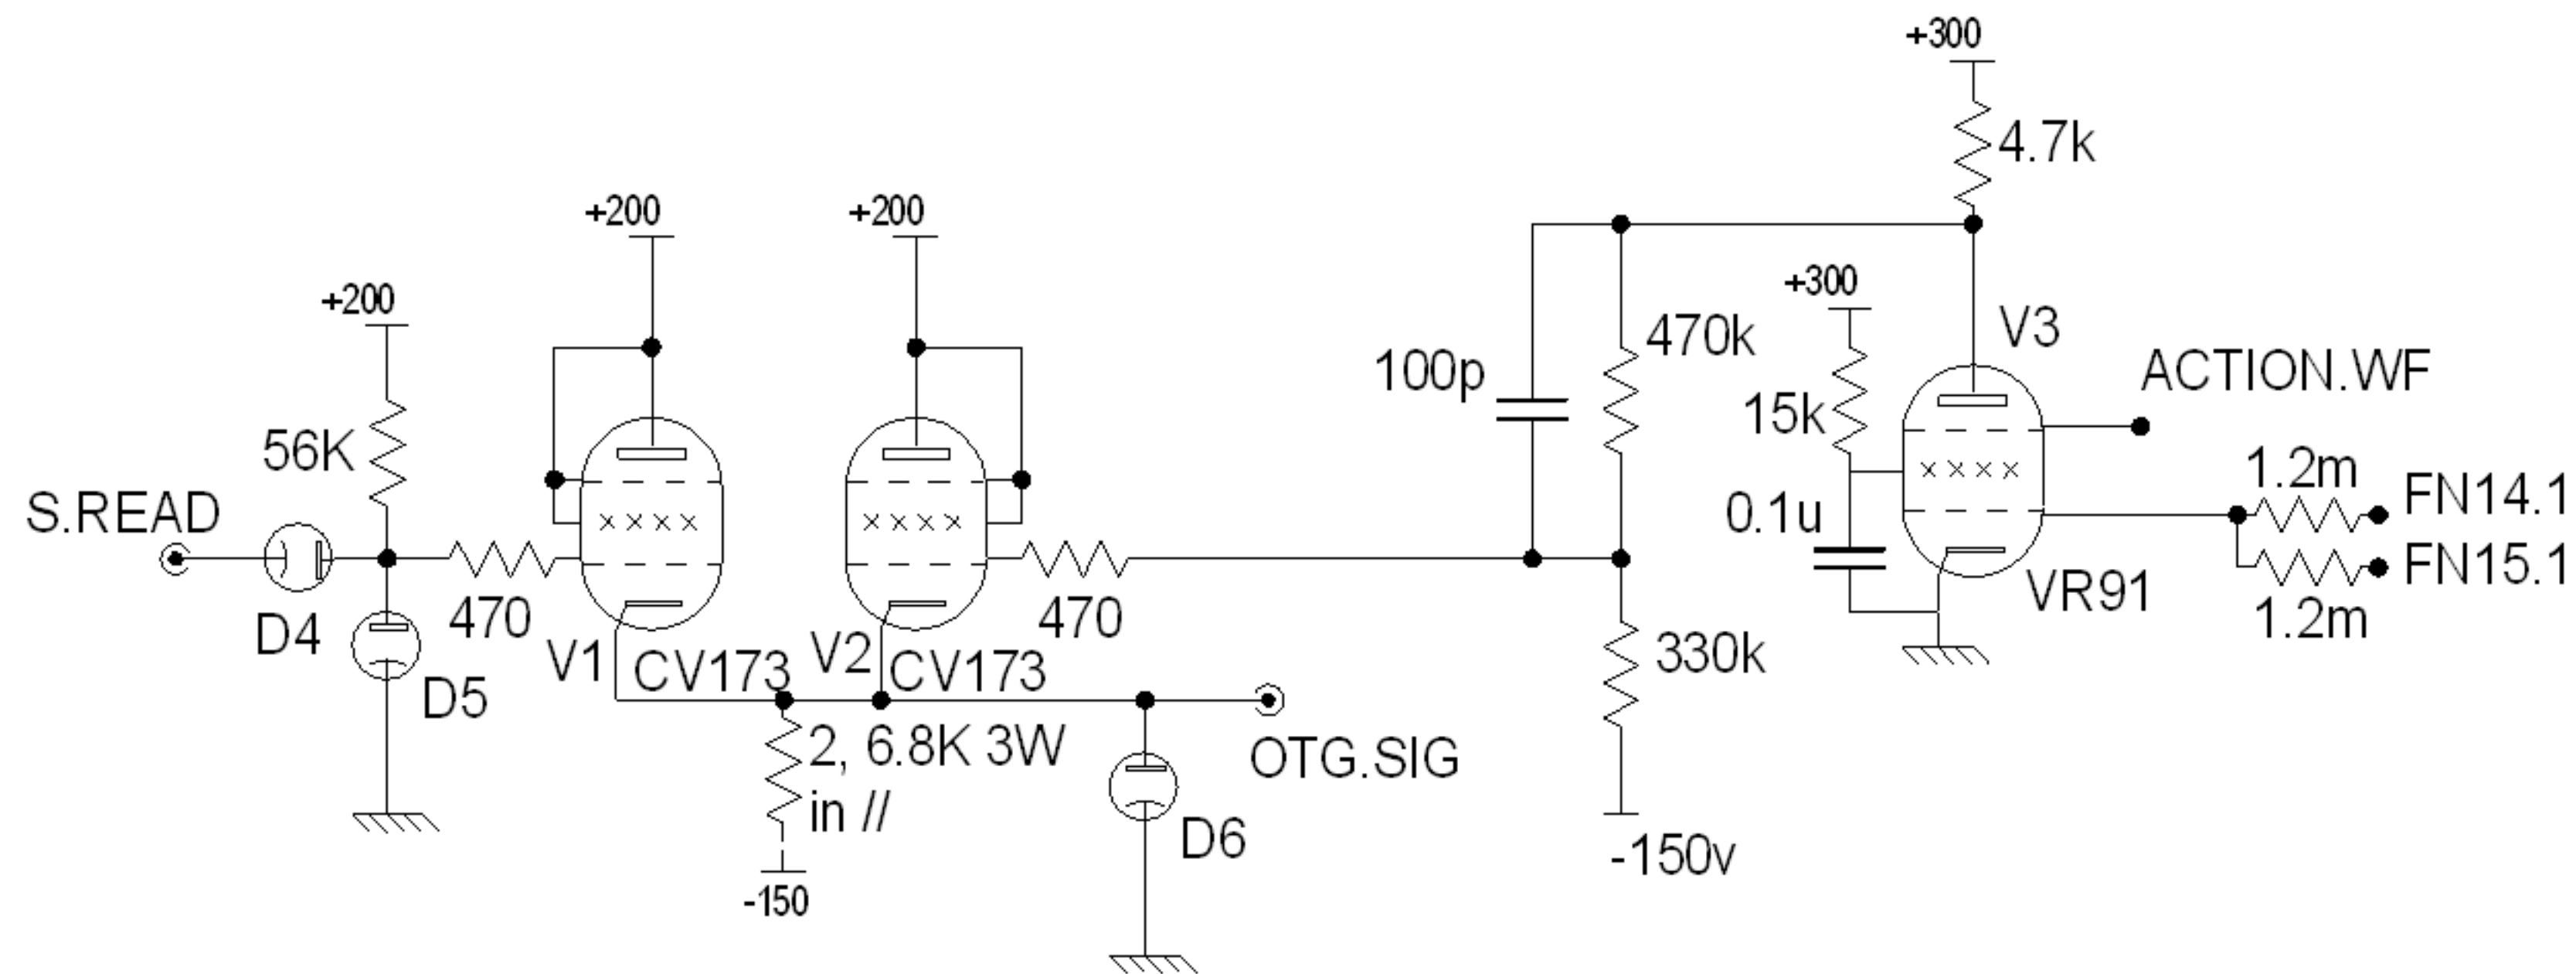 +300
4.7k
+200
+200
+300
+200
V3
470k
100p
ACTION.WF
15k
56K
1.2m
FN14.1
S.READ
0.1u
FN15.1
VR91
1.2m
D4
470
470
V1
CV173
V2
CV173
330k
D5
2, 6.8K 3W
in //
OTG.SIG
D6
-150v
-150